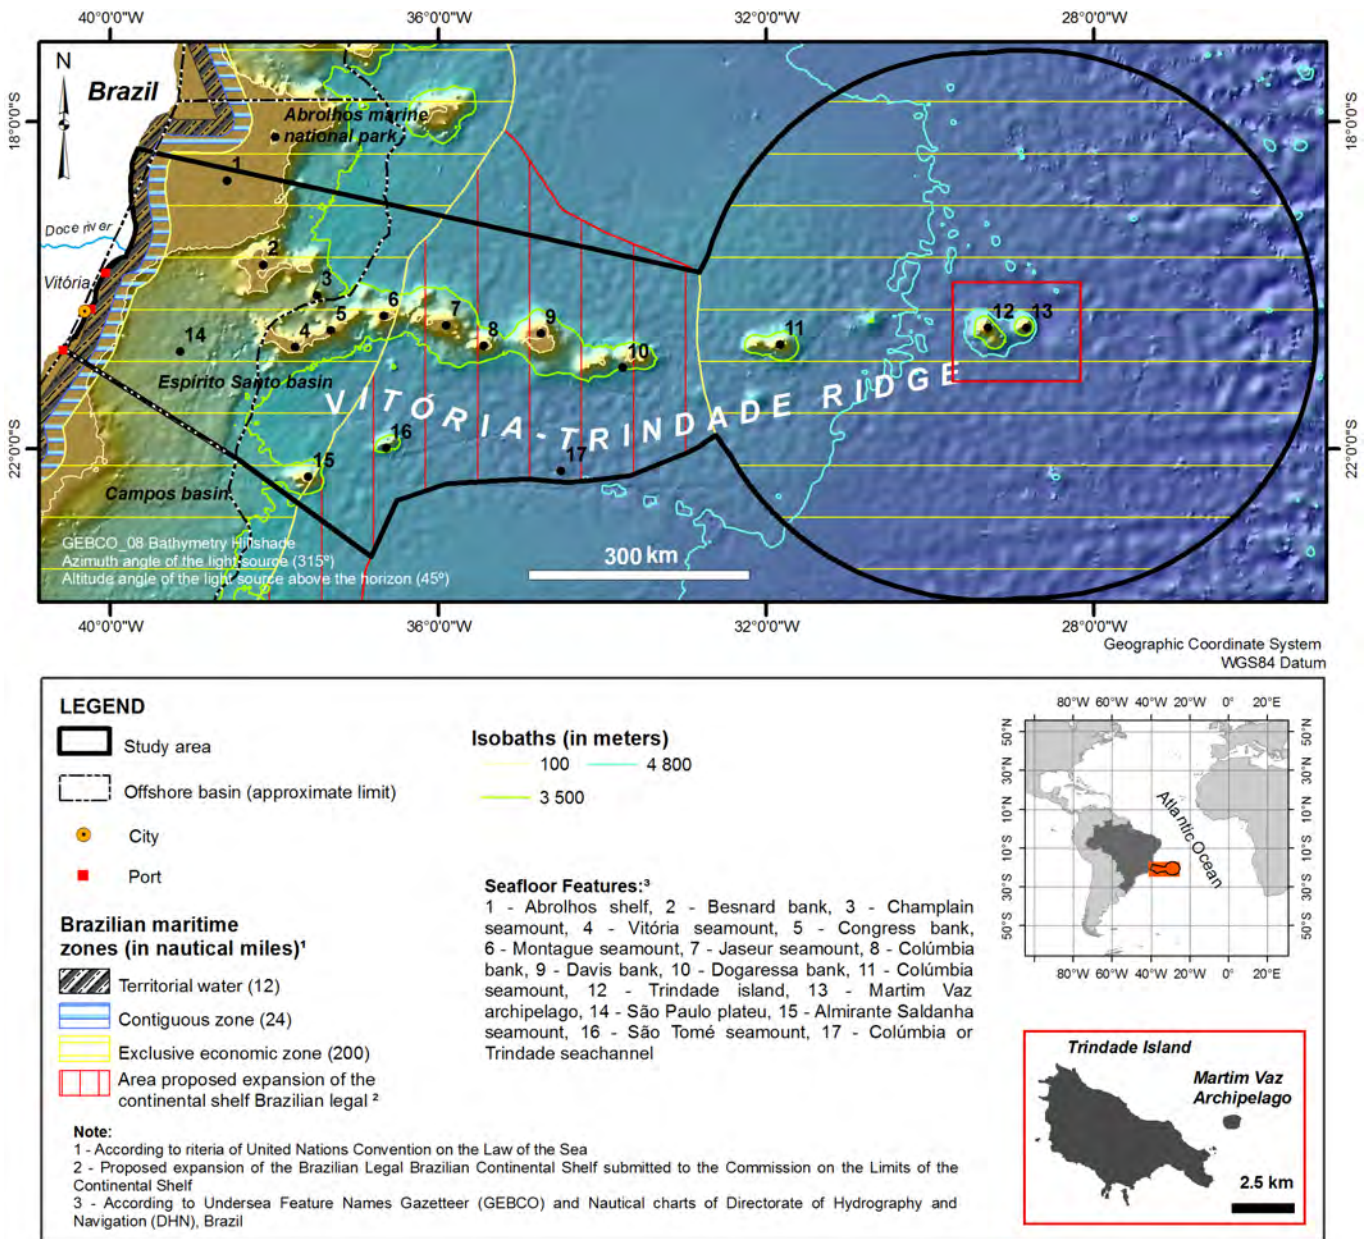 40°0'0"W 36°0'0"W 32°0'0"W 28°0'0"W
N
Brazil
18°0'0"S
18°0'0"S
Abrolhos marine
national park
1
Doce river
2
Vitória
3
4
5
6
7
8
9
10
11
12
13
14
Espírito Santo basin
VITÓRIA-TRINDADE RIDGE
22°0'0"S
22°0'0"S
16
15
17
Campos basin
GEBCO_08 Bathymetry Hillshade
Azimuth angle of the light source (315º)
Altitude angle of the light source above the horizon (45º)
300 km
40°0'0"W 36°0'0"W 32°0'0"W 28°0'0"W
Geographic Coordinate System
WGS84 Datum
LEGEND
Study area
Offshore basin (approximate limit)
City
Port
Brazilian maritime
zones (in nautical miles)¹
Territorial water (12)
Contiguous zone (24)
Exclusive economic zone (200)
Area proposed expansion of the
continental shelf Brazilian legal ²
Isobaths (in meters)
100 4 800
3 500
Seafloor Features:³
1 - Abrolhos shelf, 2 - Besnard bank, 3 - Champlain
seamount, 4 - Vitória seamount, 5 - Congress bank,
6 - Montague seamount, 7 - Jaseur seamount, 8 - Colúmbia
bank, 9 - Davis bank, 10 - Dogaressa bank, 11 - Colúmbia
seamount, 12 - Trindade island, 13 - Martim Vaz
archipelago, 14 - São Paulo plateu, 15 - Almirante Saldanha
seamount, 16 - São Tomé seamount, 17 - Colúmbia or
Trindade seachannel
80°W 60°W 40°W 20°W 0° 20°E
50°N
30°N
10°N
10°S
30°S
50°S
50°N
30°N
10°N
10°S
30°S
50°S
Atlantic Ocean
80°W 60°W 40°W 20°W 0° 20°E
Trindade Island
Martim Vaz
Archipelago
2.5 km
Note:
1 - According to riteria of United Nations Convention on the Law of the Sea
2 - Proposed expansion of the Brazilian Legal Brazilian Continental Shelf submitted to the Commission on the Limits of the
Continental Shelf
3 - According to Undersea Feature Names Gazetteer (GEBCO) and Nautical charts of Directorate of Hydrography and
Navigation (DHN), Brazil